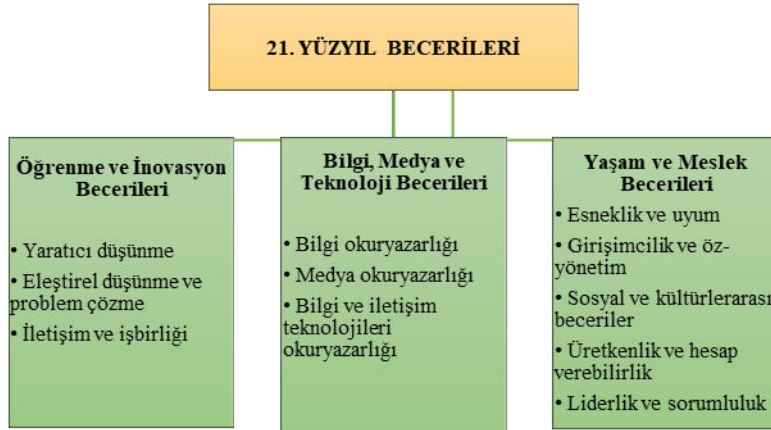 21. YÜZYIL BECERİLERİ
Öğrenme ve İnovasyon
Becerileri
• Yaratıcı düşünme
• Eleştirel düşünme ve
problem çözme
• İletişim ve işbirliği
Bilgi, Medya ve
Teknoloji Becerileri
• Bilgi okuryazarlığı
• Medya okuryazarlığı
• Bilgi ve iletişim
teknolojileri
okuryazarlığı
Yaşam ve Meslek
Becerileri
• Esneklik ve uyum
• Girişimcilik ve öz-
yönetim
• Sosyal ve kültürlerarası
beceriler
• Üretkenlik ve hesap
verebilirlik
• Liderlik ve sorumluluk